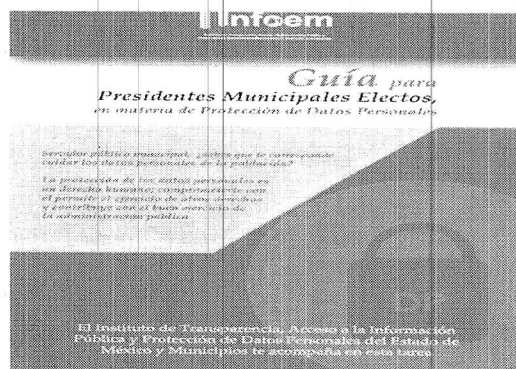 Infoem
Guía para
Presidentes Municipales Electos,
en materia de Protección de Datos Personales
Servidor público municipal, ¿sabes que te corresponde
cuidar los datos personales de la población?
La protección de los datos personales es
un derecho humano; comprometerte con
él permite el ejercicio de otros derechos
y contribuye con el buen ejercicio de
la administración pública
El Instituto de Transparencia, Acceso a la Información
Pública y Protección de Datos Personales del Estado de
México y Municipios te acompaña en esta tarea